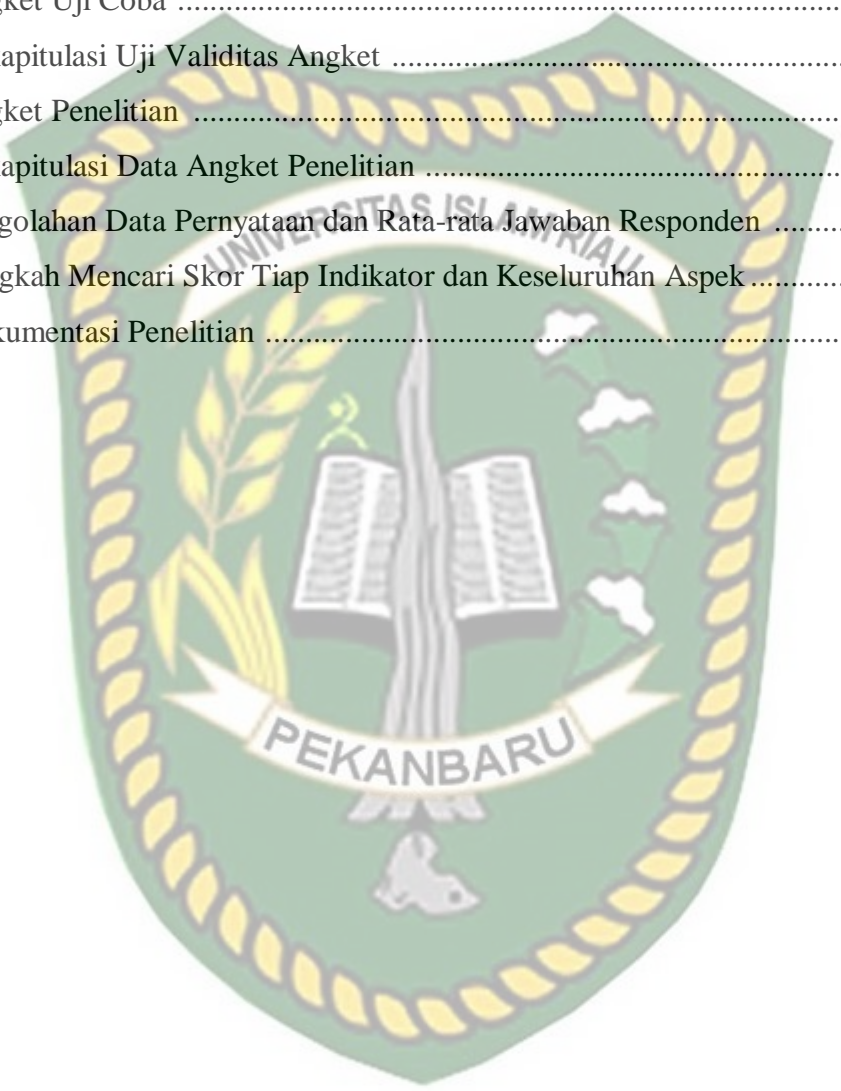 gket Uji Coba ................................................................................
apitulasi Uji Validitas Angket .......................................................
gket Penelitian ...............................................................................
apitulasi Data Angket Penelitian ...................................................
golahan Data Pernyataan dan Rata-rata Jawaban Responden ........
gkah Mencari Skor Tiap Indikator dan Keseluruhan Aspek ...........
kumentasi Penelitian ......................................................................
UNIVERSITAS ISLAM RIAU
PEKANBARU